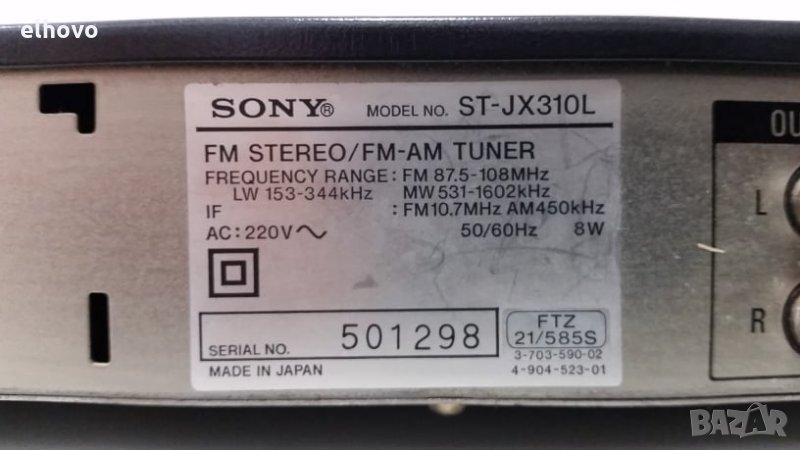 elhovo
SONY® MODEL NO. ST-JX310L
FM STEREO/FM-AM TUNER
FREQUENCY RANGE : FM 87.5-108MHz
LW 153-344kHz MW 531-1602kHz
IF : FM10.7MHz AM450kHz
AC : 220V～ 50/60Hz 8W
SERIAL NO. 501298
FTZ
21/585S
3-703-590-02
MADE IN JAPAN 4-904-523-01
OU
L
R
BAZAR